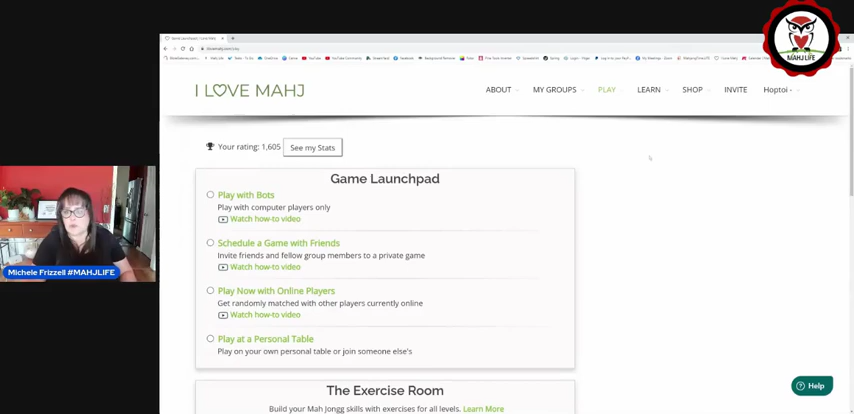 MAHJ LIFE
I LOVE MAHJ
ABOUT
MY GROUPS
PLAY
LEARN
SHOP
INVITE
Hoptoi -
Your rating: 1,605
See my Stats
Game Launchpad
Play with Bots
Play with computer players only
Watch how-to video
Schedule a Game with Friends
Invite friends and fellow group members to a private game
Watch how-to video
Play Now with Online Players
Get randomly matched with other players currently online
Watch how-to video
Play at a Personal Table
Play on your own personal table or join someone else's
The Exercise Room
Build your Mah Jongg skills with exercises for all levels. Learn More
Michele Frizzell #MAHJLIFE
Help